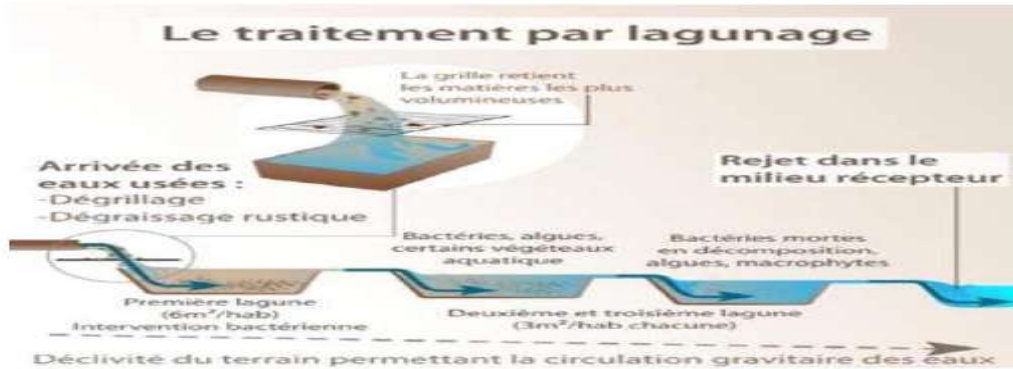 Le traitement par lagunage
La grille retient
les matières les plus
volumineuses
Arrivée des
eaux usées :
-Dégrillage
-Dégraissage rustique
Rejet dans le
milieu récepteur
Bactéries, algues,
certains végéteaux
aquatique
Bactéries mortes
en décomposition,
algues, macrophytes
Première lagune
(6m²/hab)
Intervention bactérienne
Deuxième et troisième lagune
(3m²/hab chacune)
Déclivité du terrain permettant la circulation gravitaire des eaux